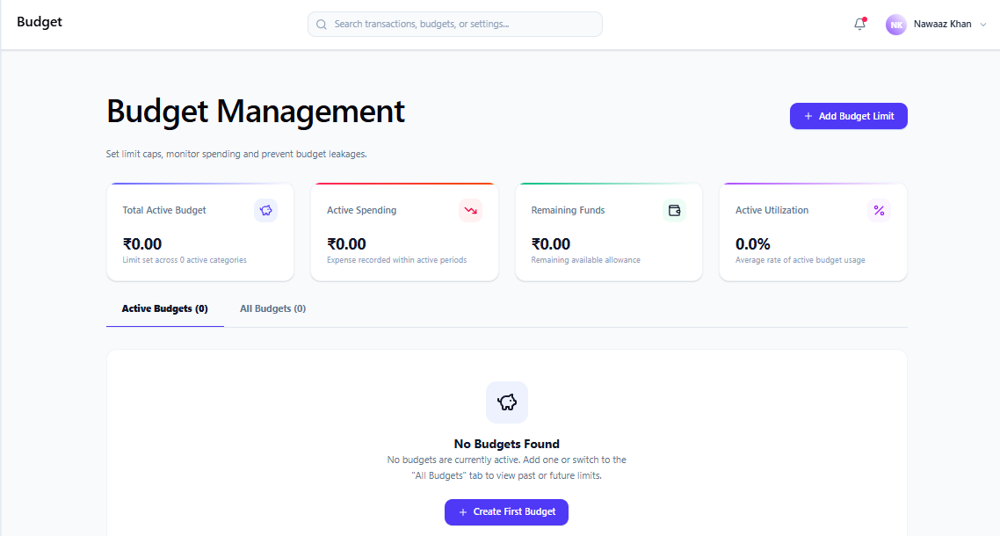 Budget
Search transactions, budgets, or settings...
NK
Nawaaz Khan
Budget Management
+ Add Budget Limit
Set limit caps, monitor spending and prevent budget leakages.
Total Active Budget
₹0.00
Limit set across 0 active categories
Active Spending
₹0.00
Expense recorded within active periods
Remaining Funds
₹0.00
Remaining available allowance
Active Utilization
%
0.0%
Average rate of active budget usage
Active Budgets (0)
All Budgets (0)
No Budgets Found
No budgets are currently active. Add one or switch to the
"All Budgets" tab to view past or future limits.
+ Create First Budget